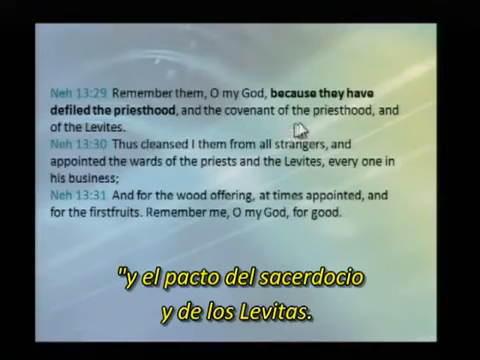 Neh 13:29 Remember them, O my God, because they have
defiled the priesthood, and the covenant of the priesthood, and
of the Levites.
Neh 13:30 Thus cleansed I them from all strangers, and
appointed the wards of the priests and the Levites, every one in
his business;
Neh 13:31 And for the wood offering, at times appointed, and
for the firstfruits. Remember me, O my God, for good.
"y el pacto del sacerdocio
y de los Levitas.